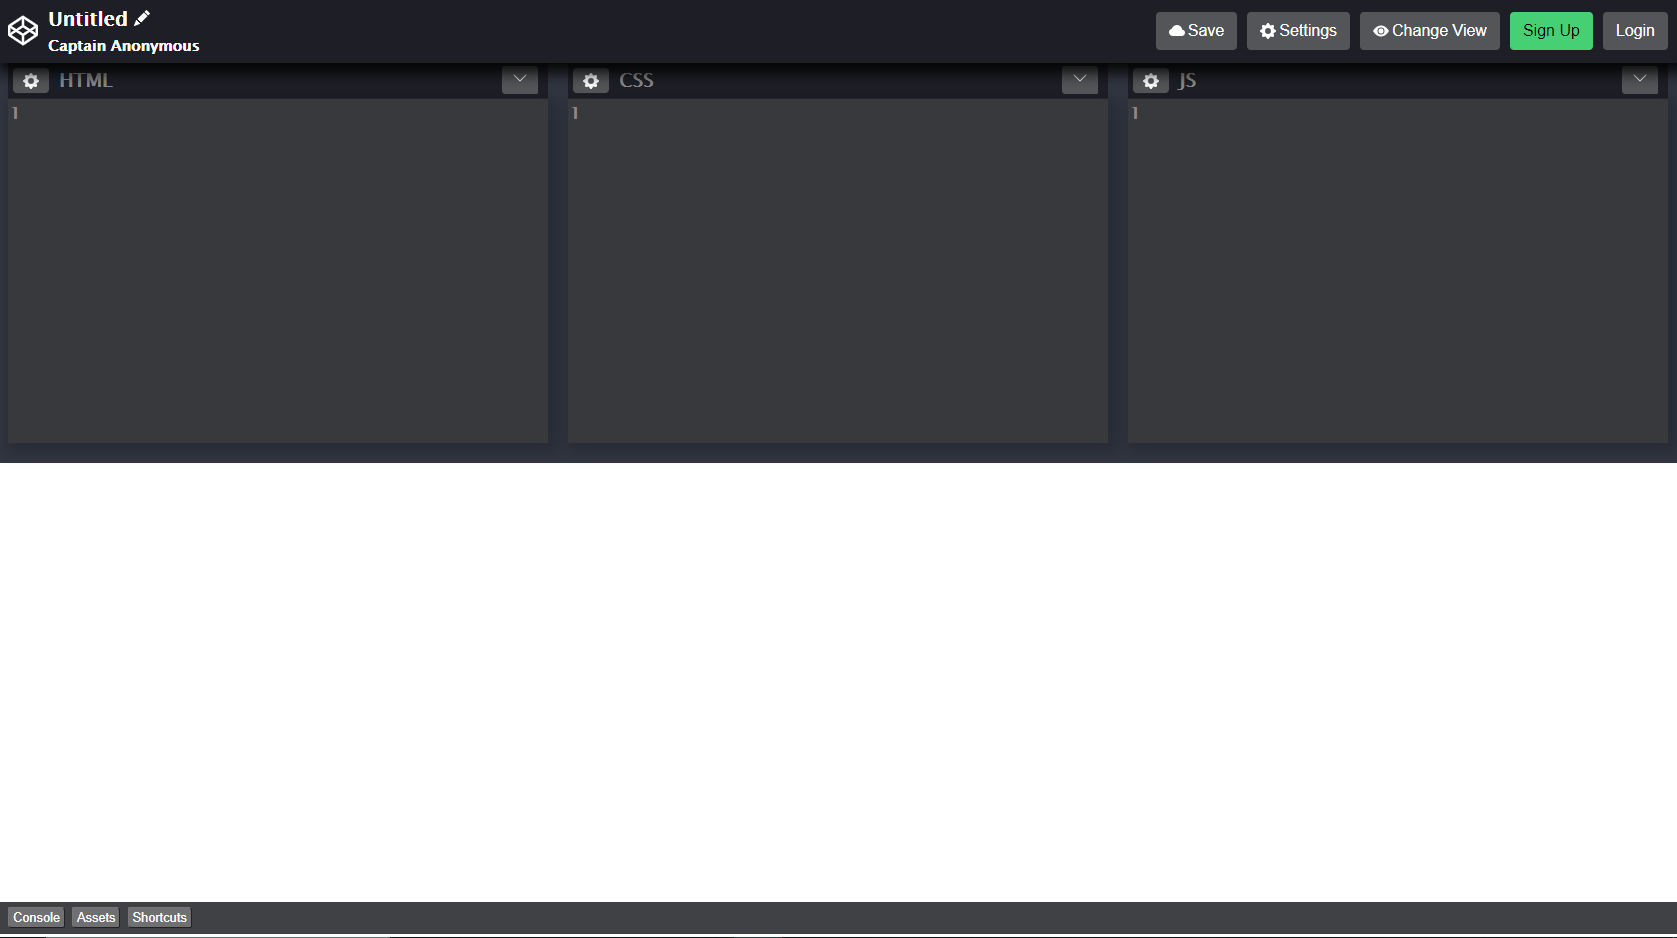 Untitled
Captain Anonymous
Save Settings Change View Sign Up Login
HTML CSS JS
1 1 1
Console Assets Shortcuts